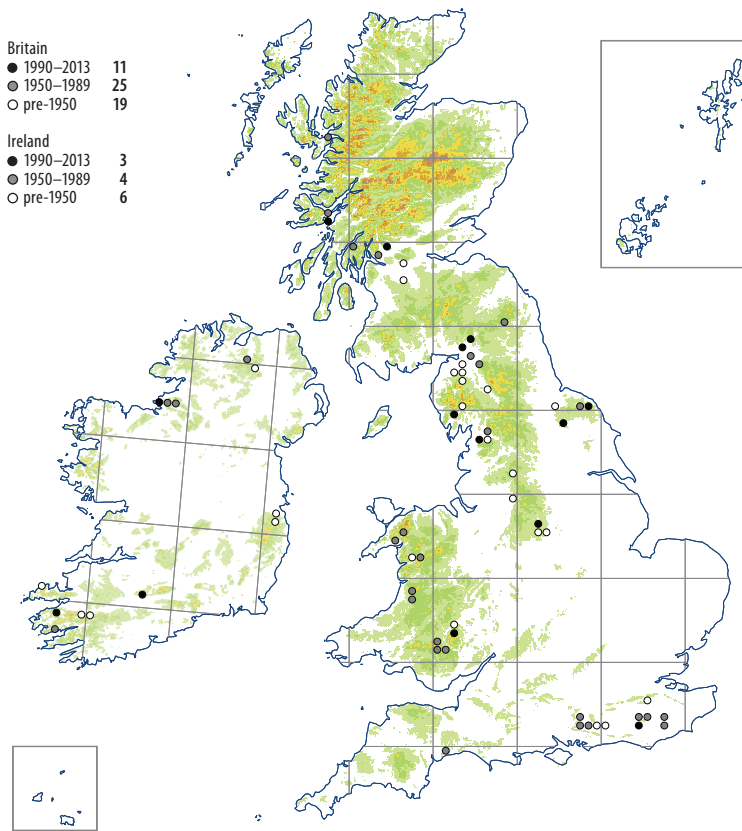 Britain
● 1990–2013 11
● 1950–1989 25
○ pre-1950 19
Ireland
● 1990–2013 3
● 1950–1989 4
○ pre-1950 6